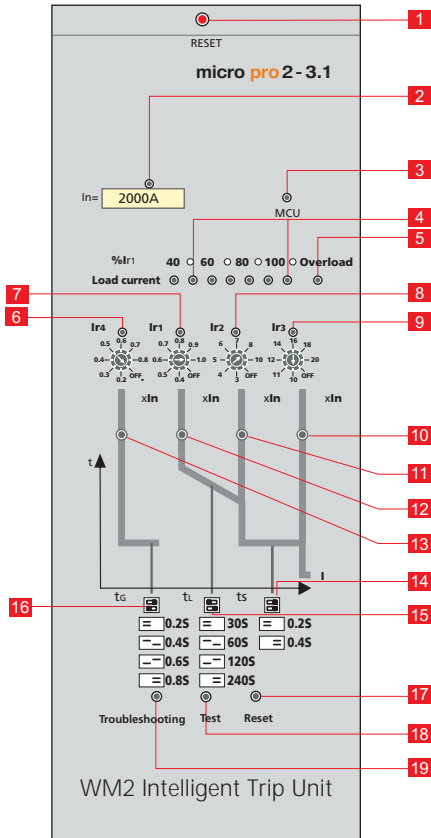 1
RESET
micro pro 2 - 3.1
2
In= 2000A
3
MCU
4
%Ir1 40 60 80 100 Overload
5
Load current
7
8
6
9
Ir4 Ir1 Ir2 Ir3
0.2 0.3 0.4 0.5 0.6 0.7 0.8 OFF
0.4 0.5 0.6 0.7 0.8 0.9 1.0 OFF
3 4 5 6 7 8 10 OFF
10 11 12 14 16 18 20 OFF
xIn xIn xIn xIn
10
11
12
13
t
I
14
tG tL tS
16
15
0.2S 30S 0.2S
0.4S 60S 0.4S
0.6S 120S
0.8S 240S
17
Troubleshooting Test Reset
18
19
WM2 Intelligent Trip Unit